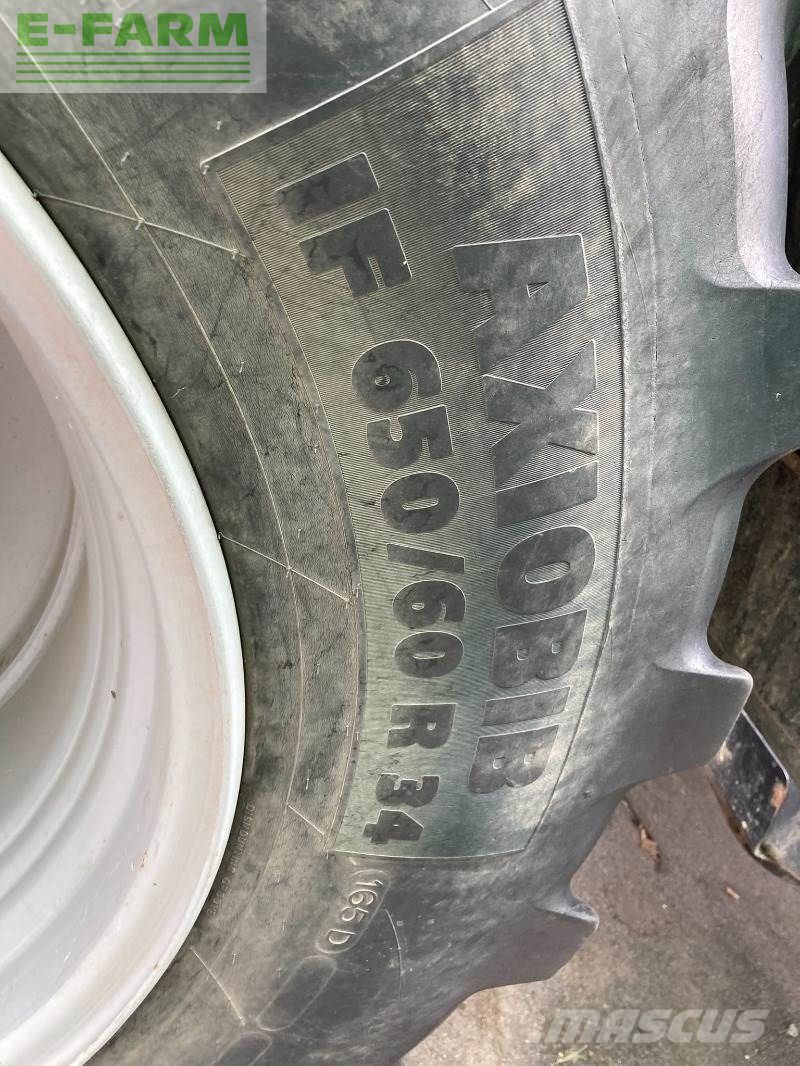 E-FARM
AXIOBIB
IF 650/60 R 34
165 D
MASCUS